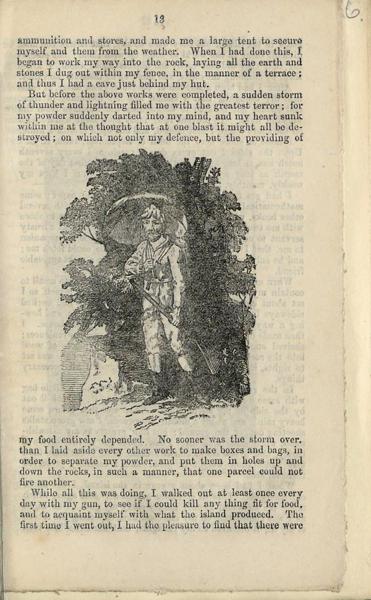 13
6.
ammunition and stores, and made me a large tent to secure
myself and them from the weather. When I had done this, I
began to work my way into the rock, laying all the earth and
stones I dug out within my fence, in the manner of a terrace;
and thus I had a cave just behind my hut.
But before the above works were completed, a sudden storm
of thunder and lightning filled me with the greatest terror; for
my powder suddenly darted into my mind, and my heart sunk
within me at the thought that at one blast it might all be de-
stroyed; on which not only my defence, but the providing of
my food entirely depended. No sooner was the storm over,
than I laid aside every other work to make boxes and bags, in
order to separate my powder, and put them in holes up and
down the rocks, in such a manner, that one parcel could not
fire another.
While all this was doing, I walked out at least once every
day with my gun, to see if I could kill any thing fit for food,
and to acquaint myself with what the island produced. The
first time I went out, I had the pleasure to find that there were